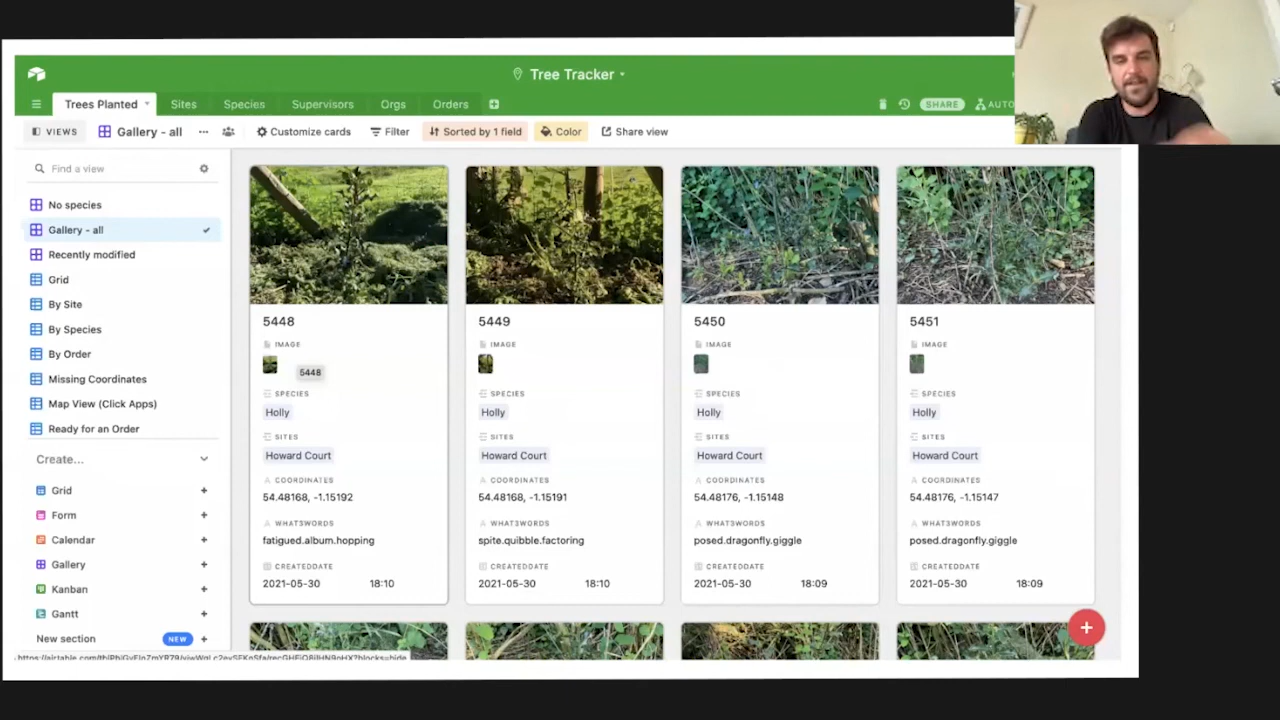 Tree Tracker
Trees Planted Sites Species Supervisors Orgs Orders SHARE AUTO
VIEWS Gallery - all ... Customize cards Filter Sorted by 1 field Color Share view
Find a view
No species
Gallery - all
Recently modified
Grid
By Site
By Species
By Order
Missing Coordinates
Map View (Click Apps)
Ready for an Order
Create...
Grid
Form
Calendar
Gallery
Kanban
Gantt
New section NEW
5448
IMAGE
5448
SPECIES
Holly
SITES
Howard Court
COORDINATES
54.48168, -1.15192
WHAT3WORDS
fatigued.album.hopping
CREATEDDATE
2021-05-30 18:10
5449
IMAGE
SPECIES
Holly
SITES
Howard Court
COORDINATES
54.48168, -1.15191
WHAT3WORDS
spite.quibble.factoring
CREATEDDATE
2021-05-30 18:10
5450
IMAGE
SPECIES
Holly
SITES
Howard Court
COORDINATES
54.48176, -1.15148
WHAT3WORDS
posed.dragonfly.giggle
CREATEDDATE
2021-05-30 18:09
5451
IMAGE
SPECIES
Holly
SITES
Howard Court
COORDINATES
54.48176, -1.15147
WHAT3WORDS
posed.dragonfly.giggle
CREATEDDATE
2021-05-30 18:09